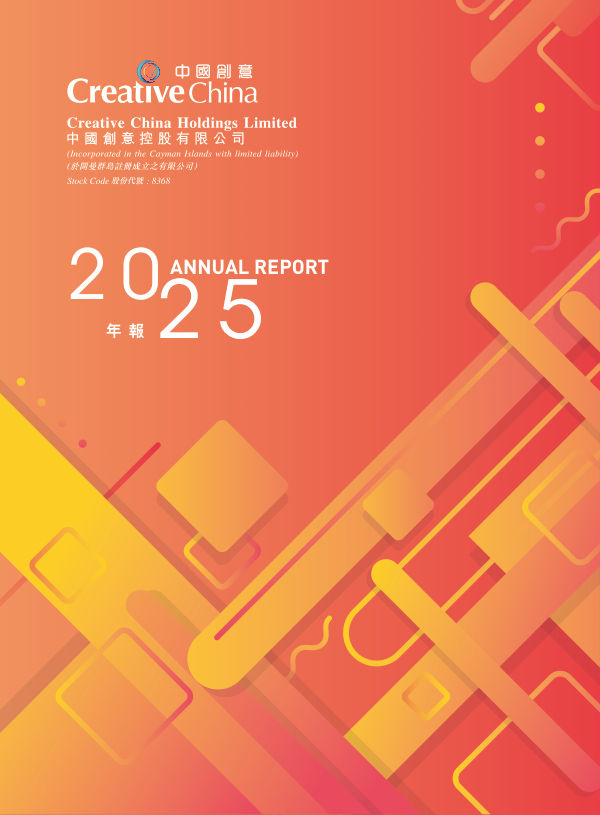 中國創意
Creative China
Creative China Holdings Limited
中國創意控股有限公司
(Incorporated in the Cayman Islands with limited liability)
(於開曼群島註冊成立之有限公司)
Stock Code 股份代號 : 8368
20 ANNUAL REPORT
年報 25